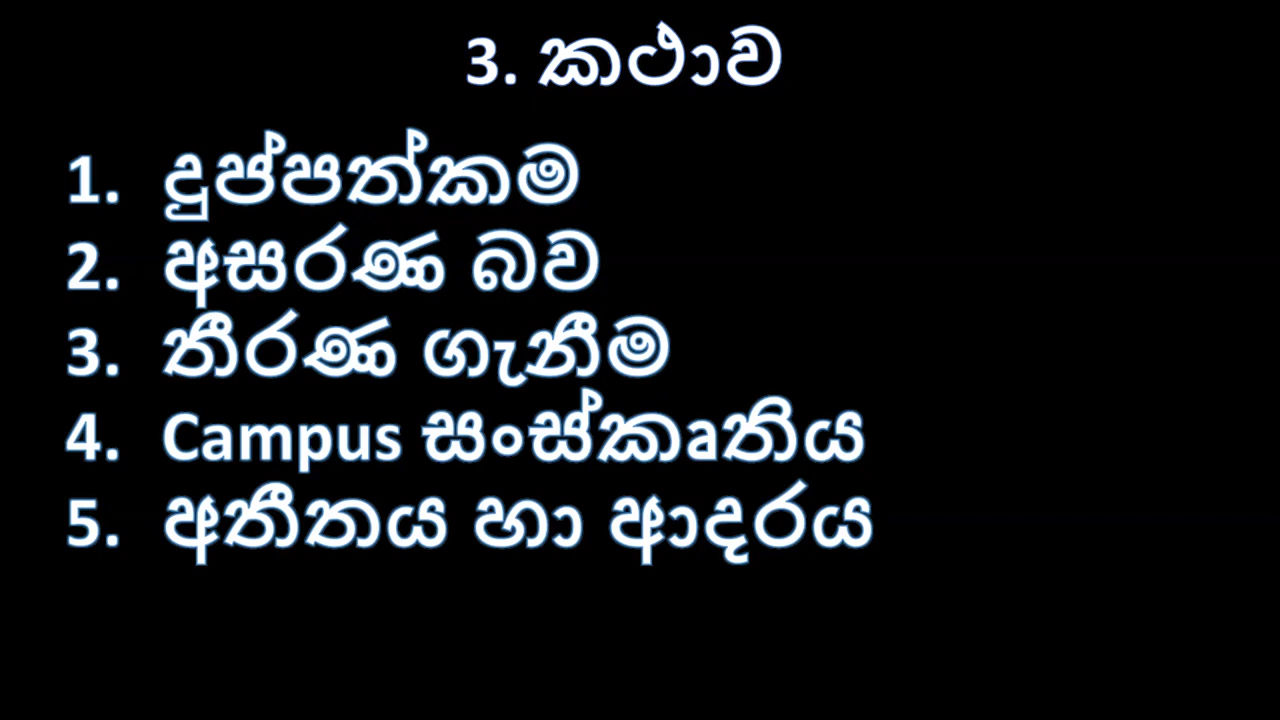 3. කථාව
1. දුප්පත්කම
2. අසරණ බව
3. තීරණ ගැනීම
4. Campus සංස්කෘතිය
5. අතීතය හා ආදරය